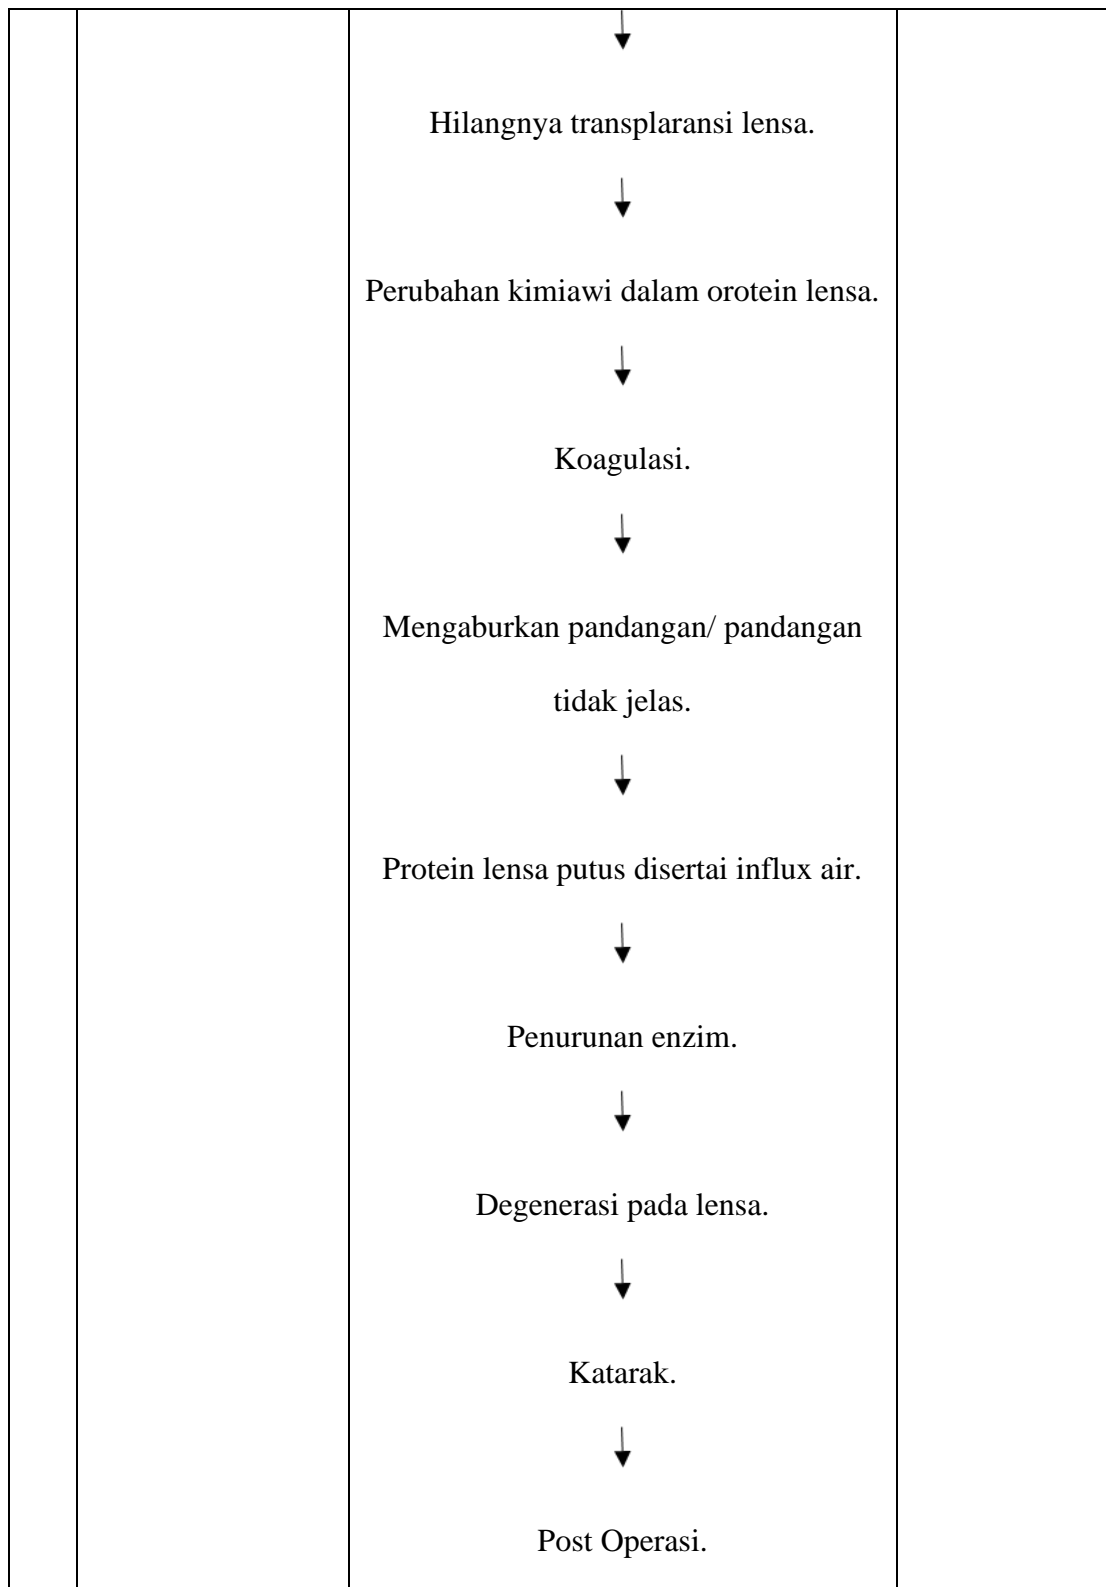 Hilangnya transplaransi lensa.
Perubahan kimiawi dalam orotein lensa.
Koagulasi.
Mengaburkan pandangan/ pandangan
tidak jelas.
Protein lensa putus disertai influx air.
Penurunan enzim.
Degenerasi pada lensa.
Katarak.
Post Operasi.